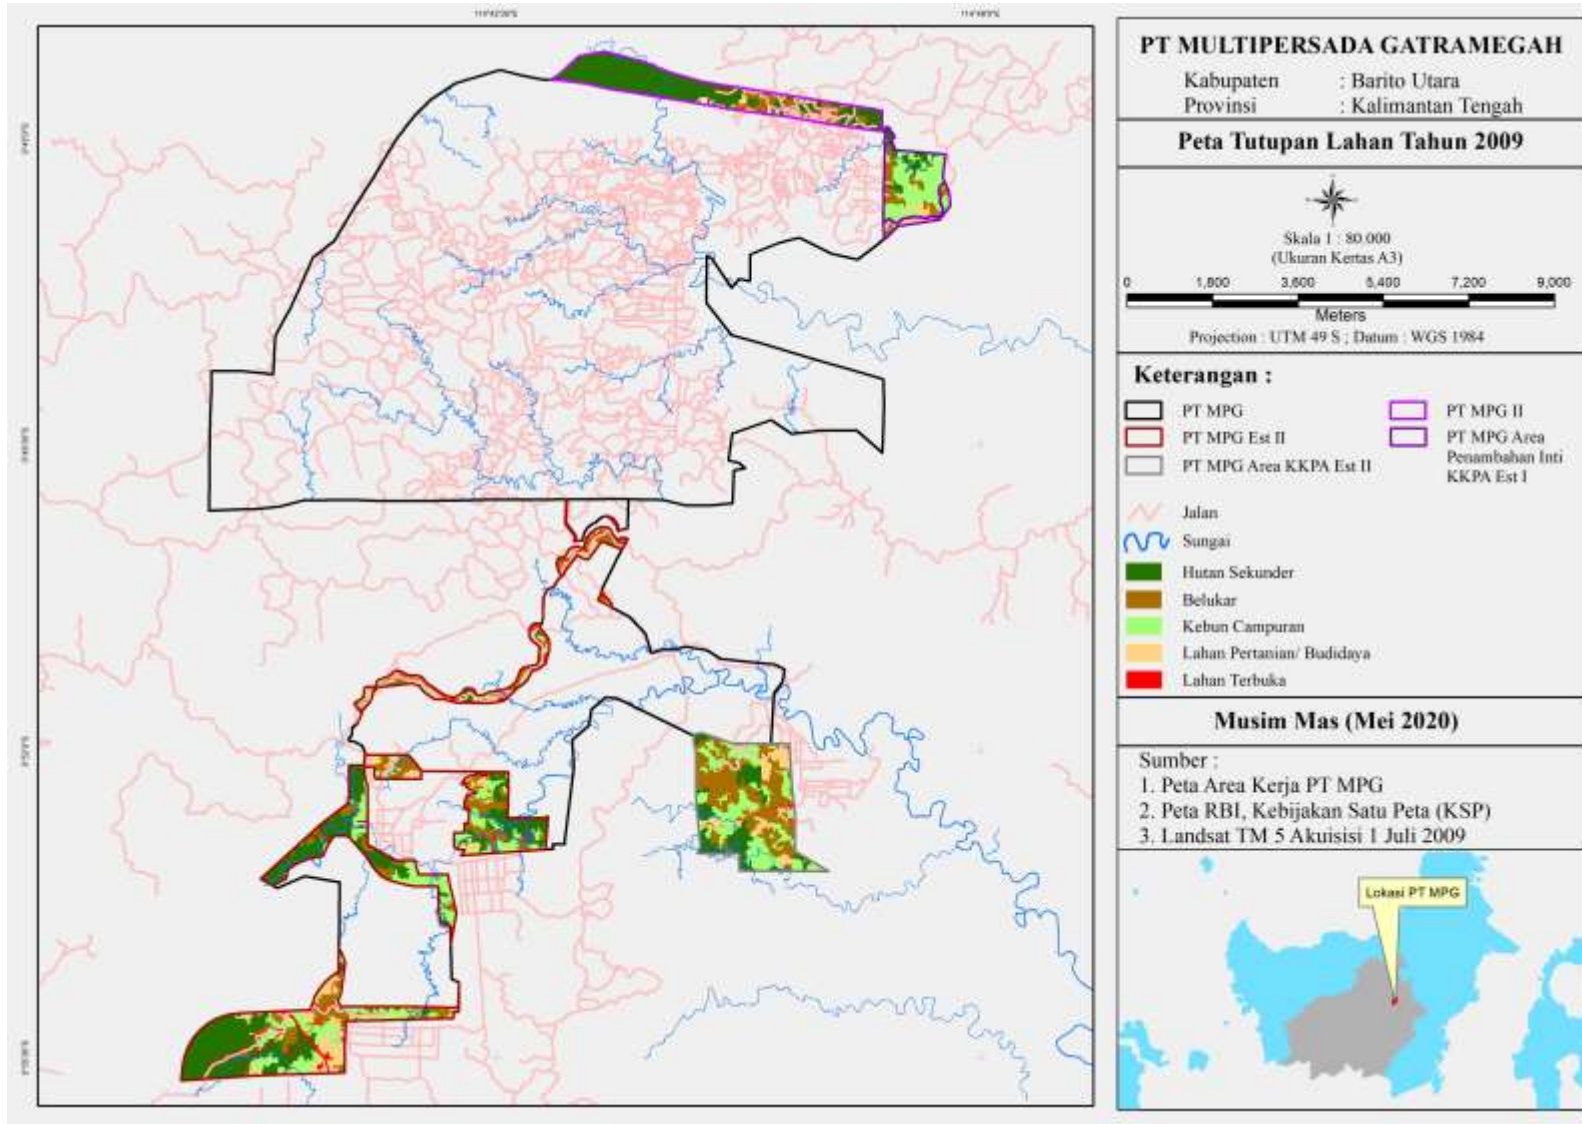 PT MULTIPERSADA GATRAMEGAH
Kabupaten : Barito Utara
Provinsi : Kalimantan Tengah
Peta Tutupan Lahan Tahun 2009
Skala 1 : 80.000
(Ukuran Kertas A3)
0 1,800 3,600 5,400 7,200 9,000
Meters
Projection : UTM 49 S ; Datum : WGS 1984
Keterangan :
PT MPG
PT MPG Est II
PT MPG Area KKPA Est II
PT MPG II
PT MPG Area
Penambahan Inti
KKPA Est I
Jalan
Sungai
Hutan Sekunder
Belukar
Kebun Campuran
Lahan Pertanian/ Budidaya
Lahan Terbuka
Musim Mas (Mei 2020)
Sumber :
1. Peta Area Kerja PT MPG
2. Peta RBI, Kebijakan Satu Peta (KSP)
3. Landsat TM 5 Akuisisi 1 Juli 2009
Lokasi PT MPG